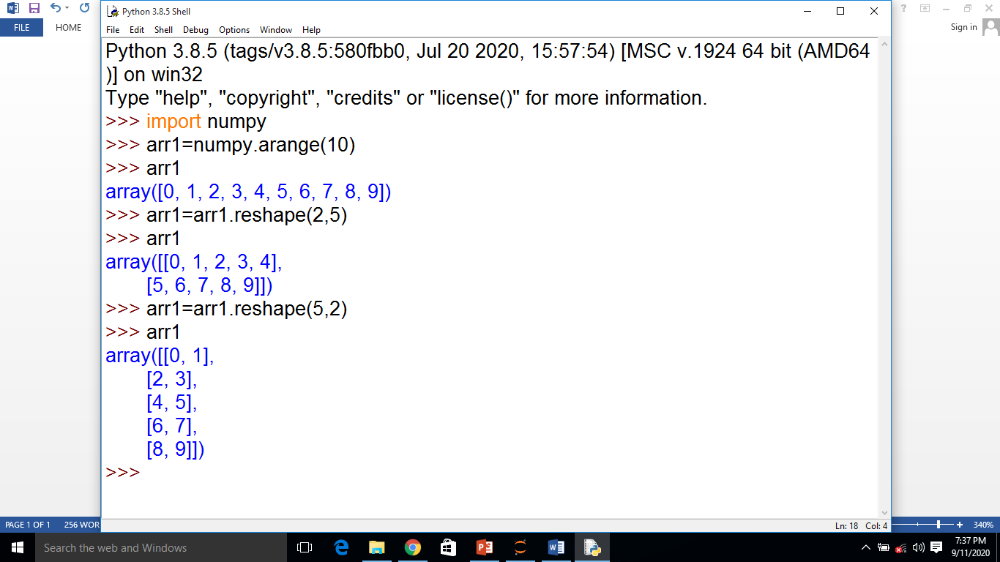 FILE
HOME
Sign in
Python 3.8.5 Shell
File Edit Shell Debug Options Window Help
Python 3.8.5 (tags/v3.8.5:580fbb0, Jul 20 2020, 15:57:54) [MSC v.1924 64 bit (AMD64
)] on win32
Type "help", "copyright", "credits" or "license()" for more information.
>>> import numpy
>>> arr1=numpy.arange(10)
>>> arr1
array([0, 1, 2, 3, 4, 5, 6, 7, 8, 9])
>>> arr1=arr1.reshape(2,5)
>>> arr1
array([[0, 1, 2, 3, 4],
       [5, 6, 7, 8, 9]])
>>> arr1=arr1.reshape(5,2)
>>> arr1
array([[0, 1],
       [2, 3],
       [4, 5],
       [6, 7],
       [8, 9]])
>>>
Ln: 18 Col: 4
PAGE 1 OF 1 256 WOR
340%
Search the web and Windows
7:37 PM
9/11/2020